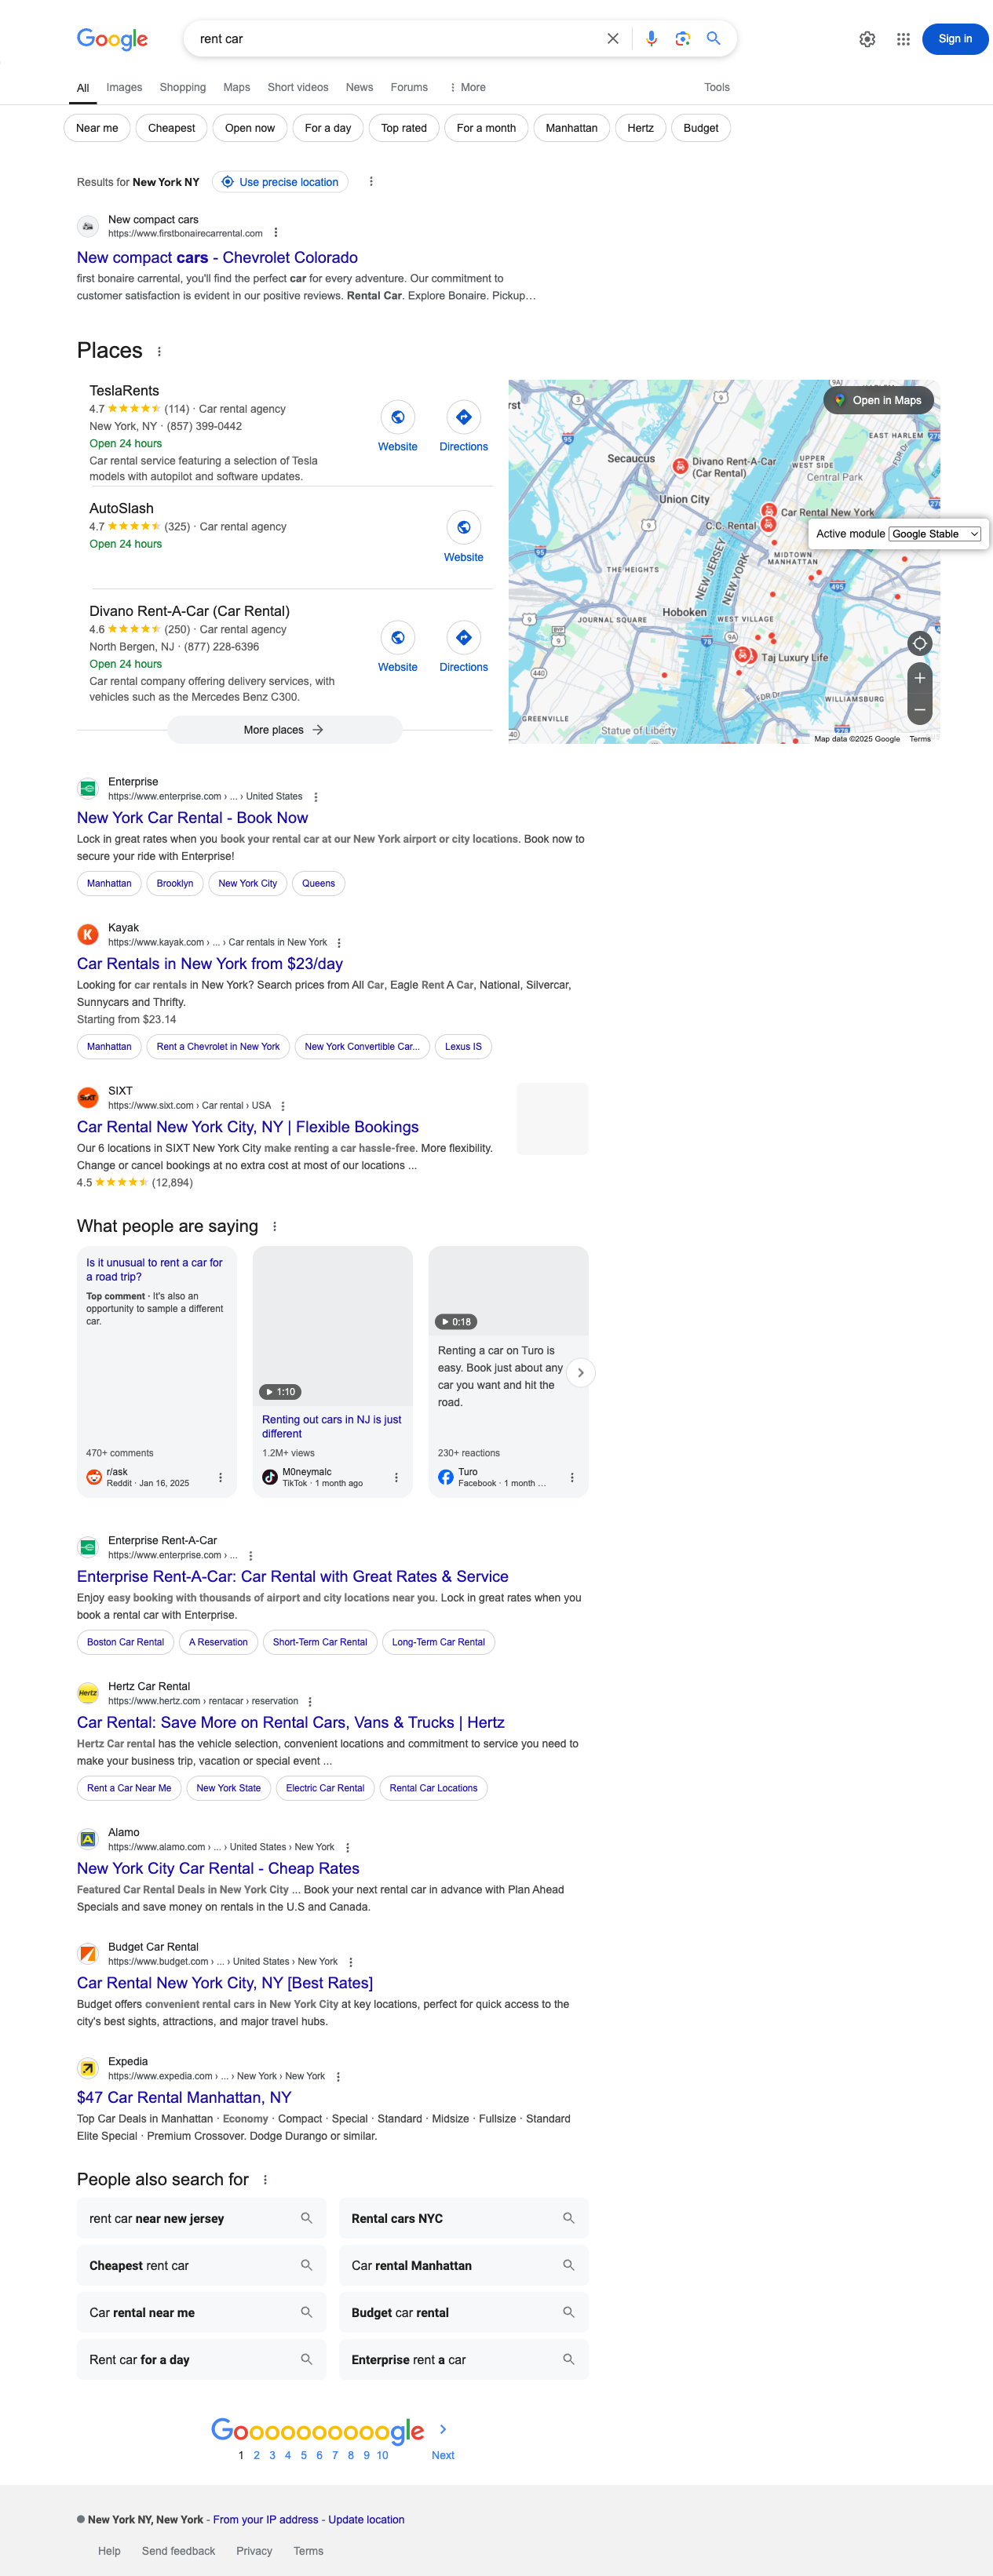 Google
rent car
Sign in
All Images Shopping Maps Short videos News Forums More Tools
Near me Cheapest Open now For a day Top rated For a month Manhattan Hertz Budget
Results for New York NY Use precise location
New compact cars
https://www.firstbonairecarrental.com
New compact cars - Chevrolet Colorado
first bonaire carrental, you'll find the perfect car for every adventure. Our commitment to
customer satisfaction is evident in our positive reviews. Rental Car. Explore Bonaire. Pickup…
Places
TeslaRents
4.7 (114) · Car rental agency
New York, NY · (857) 399-0442
Open 24 hours
Car rental service featuring a selection of Tesla
models with autopilot and software updates.
Website Directions
AutoSlash
4.7 (325) · Car rental agency
Open 24 hours
Website
Divano Rent-A-Car (Car Rental)
4.6 (250) · Car rental agency
North Bergen, NJ · (877) 228-6396
Open 24 hours
Car rental company offering delivery services, with
vehicles such as the Mercedes Benz C300.
Website Directions
More places
rst
3
9
9A
Open in Maps
EAST HARLEM
278
95
Secaucus
Divano Rent-A-Car
(Car Rental)
UPPER
WEST SIDE
Central Park
FDR Dr
Union City
278
Car Rental New York
C.C. Rental
9
Active module Google Stable
95
NEW JERSEY
NEW YORK
MIDTOWN
MANHATTAN
THE HEIGHTS
495
Hoboken
JOURNAL SQUARE
9
BYP
9
78
9A
WEST VILLAGE
Taj Luxury Life
440
FDR Dr
WILLIAMSBURG
GREENVILLE
Statue of Liberty
278
40
Map data ©2025 Google Terms
Enterprise
https://www.enterprise.com › ... › United States
New York Car Rental - Book Now
Lock in great rates when you book your rental car at our New York airport or city locations. Book now to
secure your ride with Enterprise!
Manhattan Brooklyn New York City Queens
K
Kayak
https://www.kayak.com › ... › Car rentals in New York
Car Rentals in New York from $23/day
Looking for car rentals in New York? Search prices from All Car, Eagle Rent A Car, National, Silvercar,
Sunnycars and Thrifty.
Starting from $23.14
Manhattan Rent a Chevrolet in New York New York Convertible Car... Lexus IS
SIXT
SIXT
https://www.sixt.com › Car rental › USA
Car Rental New York City, NY | Flexible Bookings
Our 6 locations in SIXT New York City make renting a car hassle-free. More flexibility.
Change or cancel bookings at no extra cost at most of our locations ...
4.5 (12,894)
What people are saying
Is it unusual to rent a car for
a road trip?
Top comment · It's also an
opportunity to sample a different
car.
470+ comments
r/ask
Reddit · Jan 16, 2025
1:10
Renting out cars in NJ is just
different
1.2M+ views
M0neymalc
TikTok · 1 month ago
0:18
Renting a car on Turo is
easy. Book just about any
car you want and hit the
road.
230+ reactions
Turo
Facebook · 1 month ...
Enterprise Rent-A-Car
https://www.enterprise.com › ...
Enterprise Rent-A-Car: Car Rental with Great Rates & Service
Enjoy easy booking with thousands of airport and city locations near you. Lock in great rates when you
book a rental car with Enterprise.
Boston Car Rental A Reservation Short-Term Car Rental Long-Term Car Rental
Hertz
Hertz Car Rental
https://www.hertz.com › rentacar › reservation
Car Rental: Save More on Rental Cars, Vans & Trucks | Hertz
Hertz Car rental has the vehicle selection, convenient locations and commitment to service you need to
make your business trip, vacation or special event ...
Rent a Car Near Me New York State Electric Car Rental Rental Car Locations
A
Alamo
https://www.alamo.com › ... › United States › New York
New York City Car Rental - Cheap Rates
Featured Car Rental Deals in New York City ... Book your next rental car in advance with Plan Ahead
Specials and save money on rentals in the U.S and Canada.
Budget Car Rental
https://www.budget.com › ... › United States › New York
Car Rental New York City, NY [Best Rates]
Budget offers convenient rental cars in New York City at key locations, perfect for quick access to the
city's best sights, attractions, and major travel hubs.
Expedia
https://www.expedia.com › ... › New York › New York
$47 Car Rental Manhattan, NY
Top Car Deals in Manhattan · Economy · Compact · Special · Standard · Midsize · Fullsize · Standard
Elite Special · Premium Crossover. Dodge Durango or similar.
People also search for
rent car near new jersey
Rental cars NYC
Cheapest rent car
Car rental Manhattan
Car rental near me
Budget car rental
Rent car for a day
Enterprise rent a car
Goooooooooogle
1 2 3 4 5 6 7 8 9 10 Next
New York NY, New York - From your IP address - Update location
Help Send feedback Privacy Terms